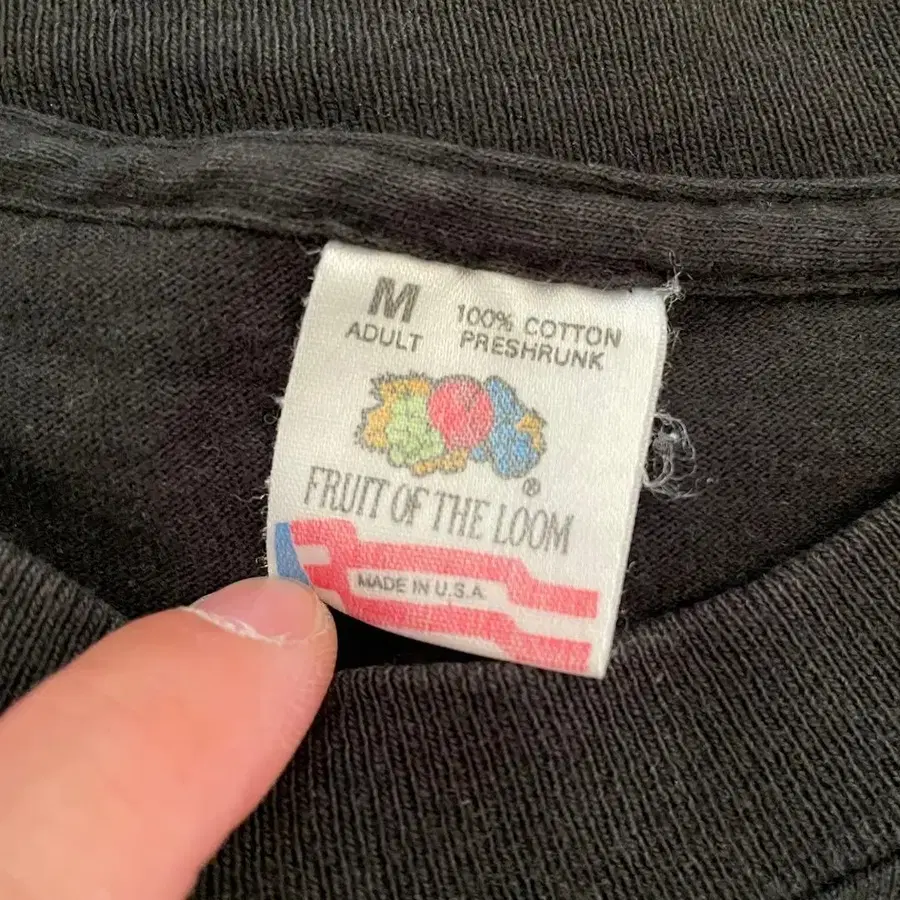 M
ADULT
100% COTTON
PRESHRUNK
FRUIT OF THE LOOM®
MADE IN U.S.A.